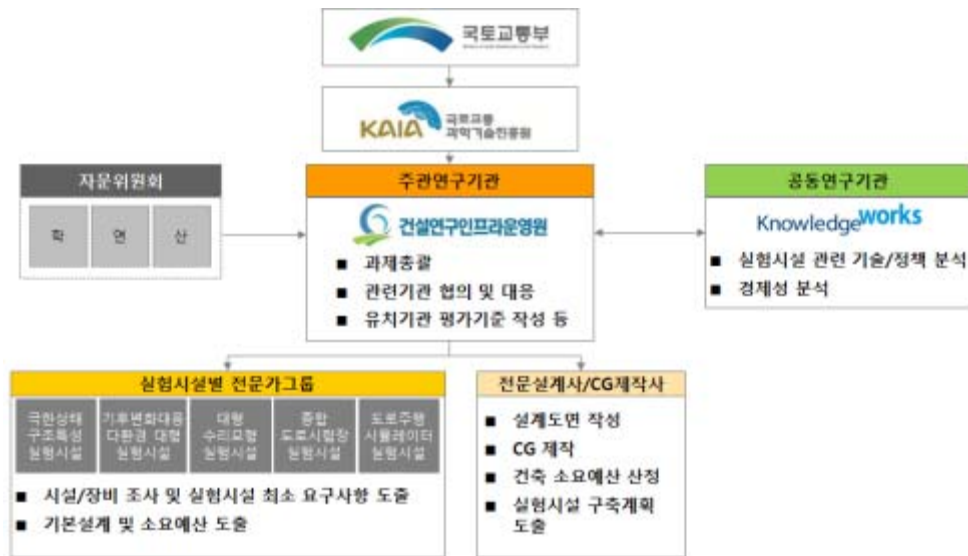 국토교통부
KAIA 국토교통
과학기술진흥원
자문위원회
학 연 산
주관연구기관
건설연구인프라운영원
■ 과제총괄
■ 관련기관 협의 및 대응
■ 유치기관 평가기준 작성 등
공동연구기관
Knowledgeworks
■ 실험시설 관련 기술/정책 분석
■ 경제성 분석
실험시설별 전문가그룹
극한상태
구조특성
실험시설
기후변화대응
다환경 대형
실험시설
대형
수리모형
실험시설
종합
도로시험장
실험시설
도로주행
시뮬레이터
실험시설
■ 시설/장비 조사 및 실험시설 최소 요구사항 도출
■ 기본설계 및 소요예산 도출
전문설계사/CG제작사
■ 설계도면 작성
■ CG 제작
■ 건축 소요예산 산정
■ 실험시설 구축계획
도출